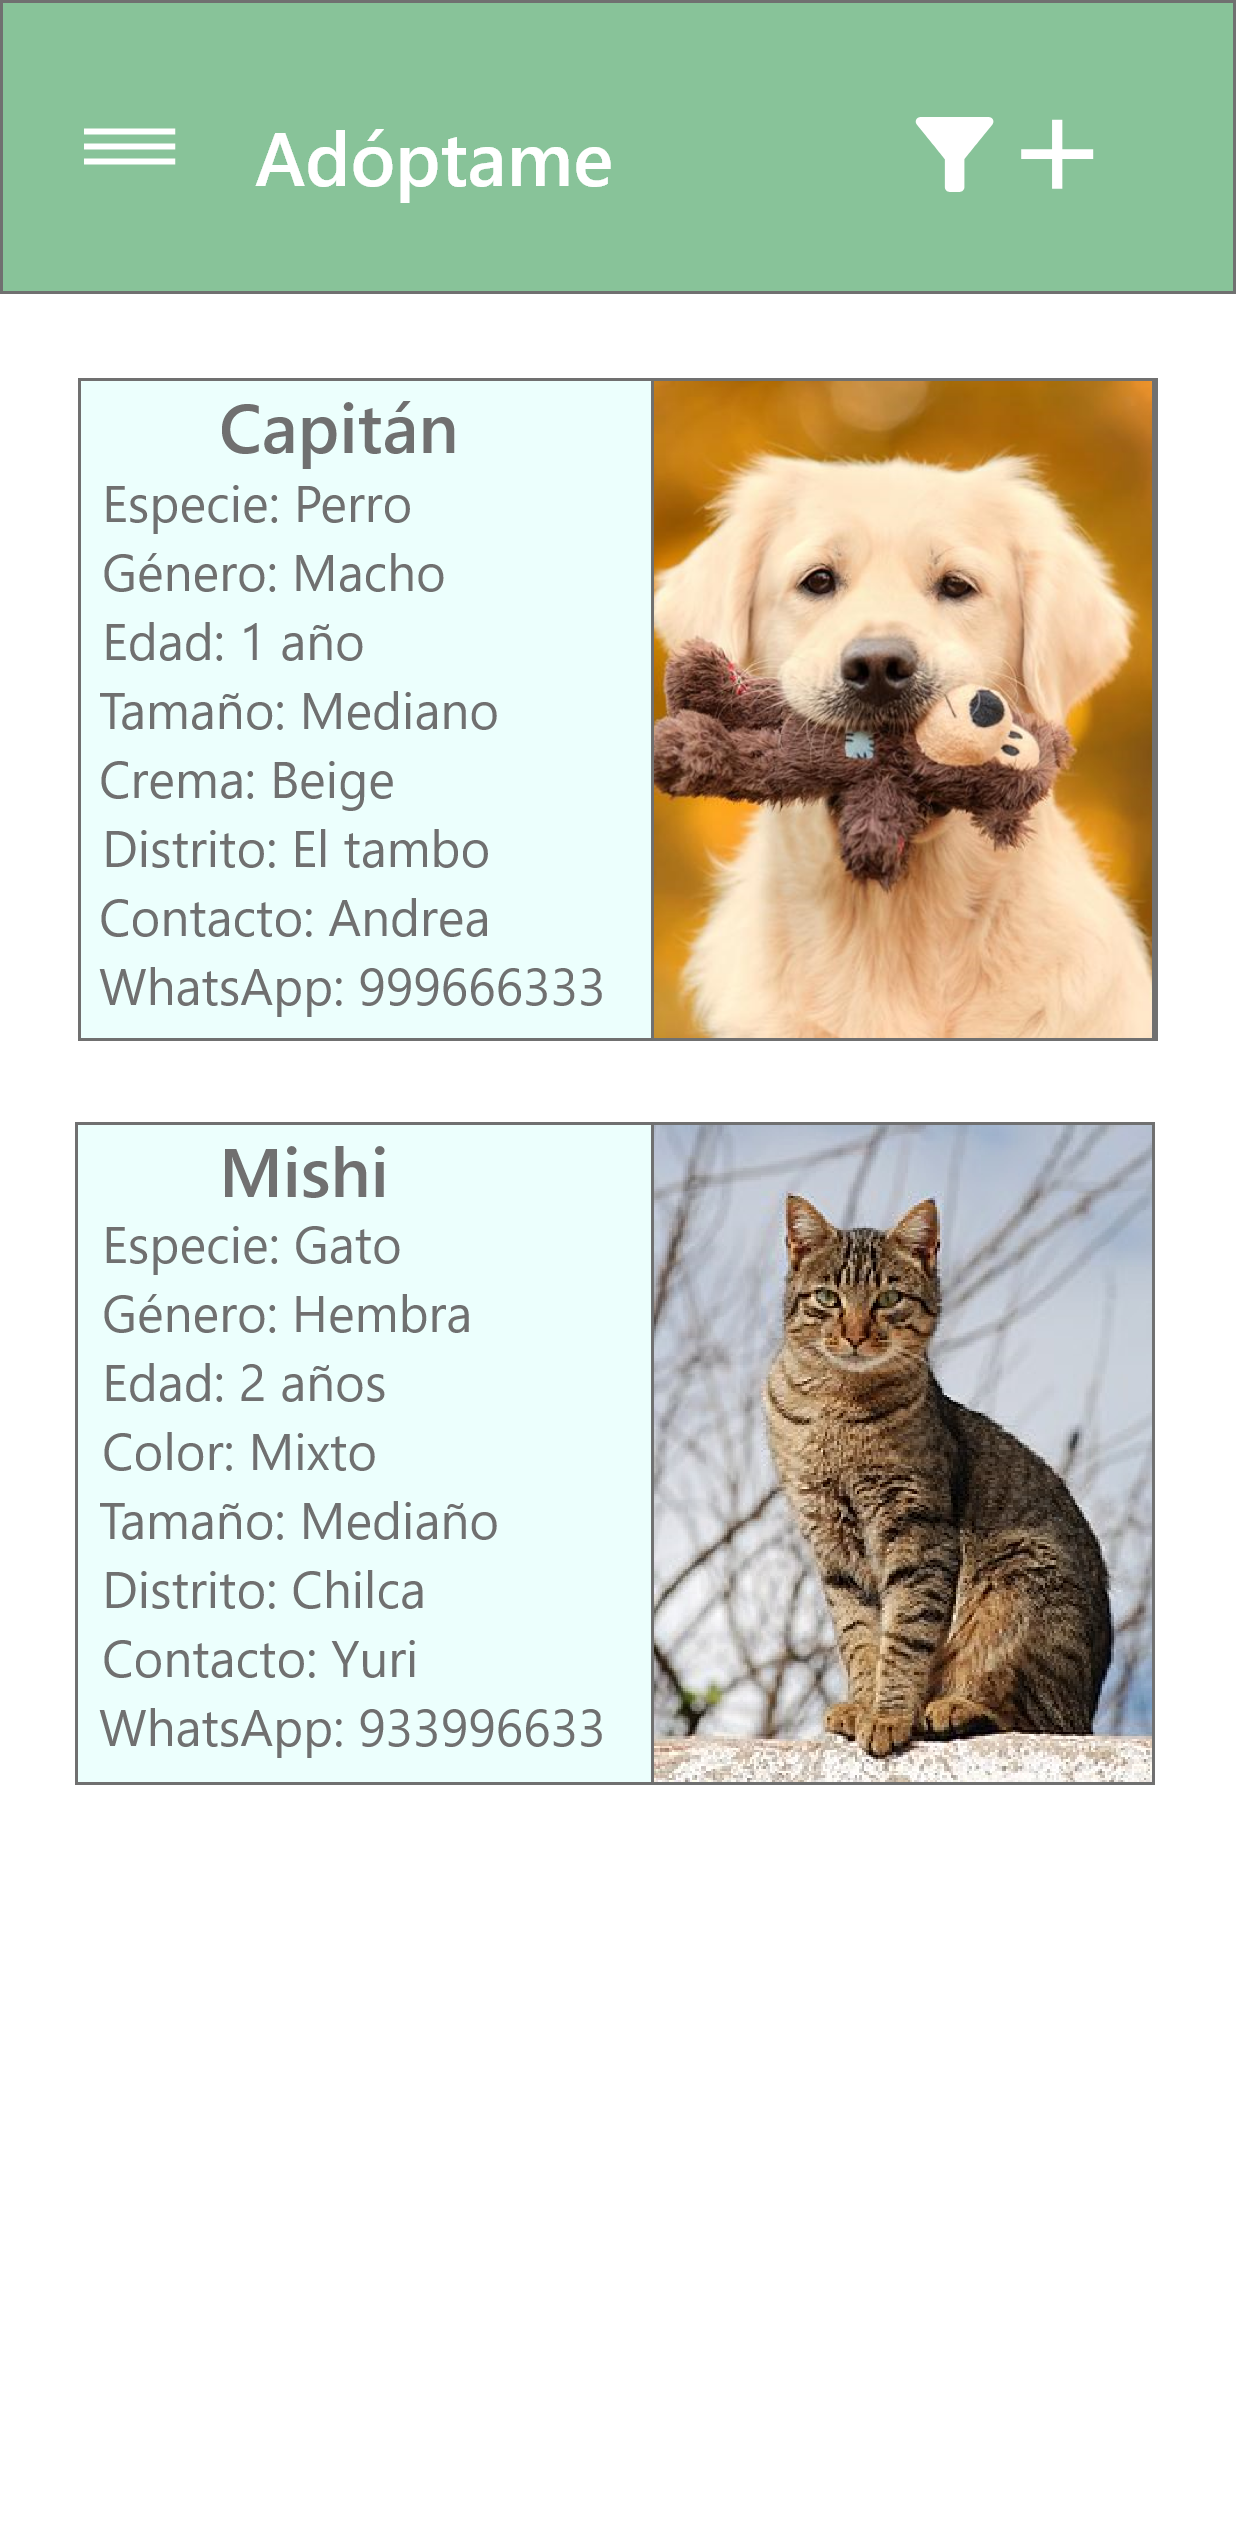 Adóptame
Capitán
Especie: Perro
Género: Macho
Edad: 1 año
Tamaño: Mediano
Crema: Beige
Distrito: El tambo
Contacto: Andrea
WhatsApp: 999666333
Mishi
Especie: Gato
Género: Hembra
Edad: 2 años
Color: Mixto
Tamaño: Mediaño
Distrito: Chilca
Contacto: Yuri
WhatsApp: 933996633